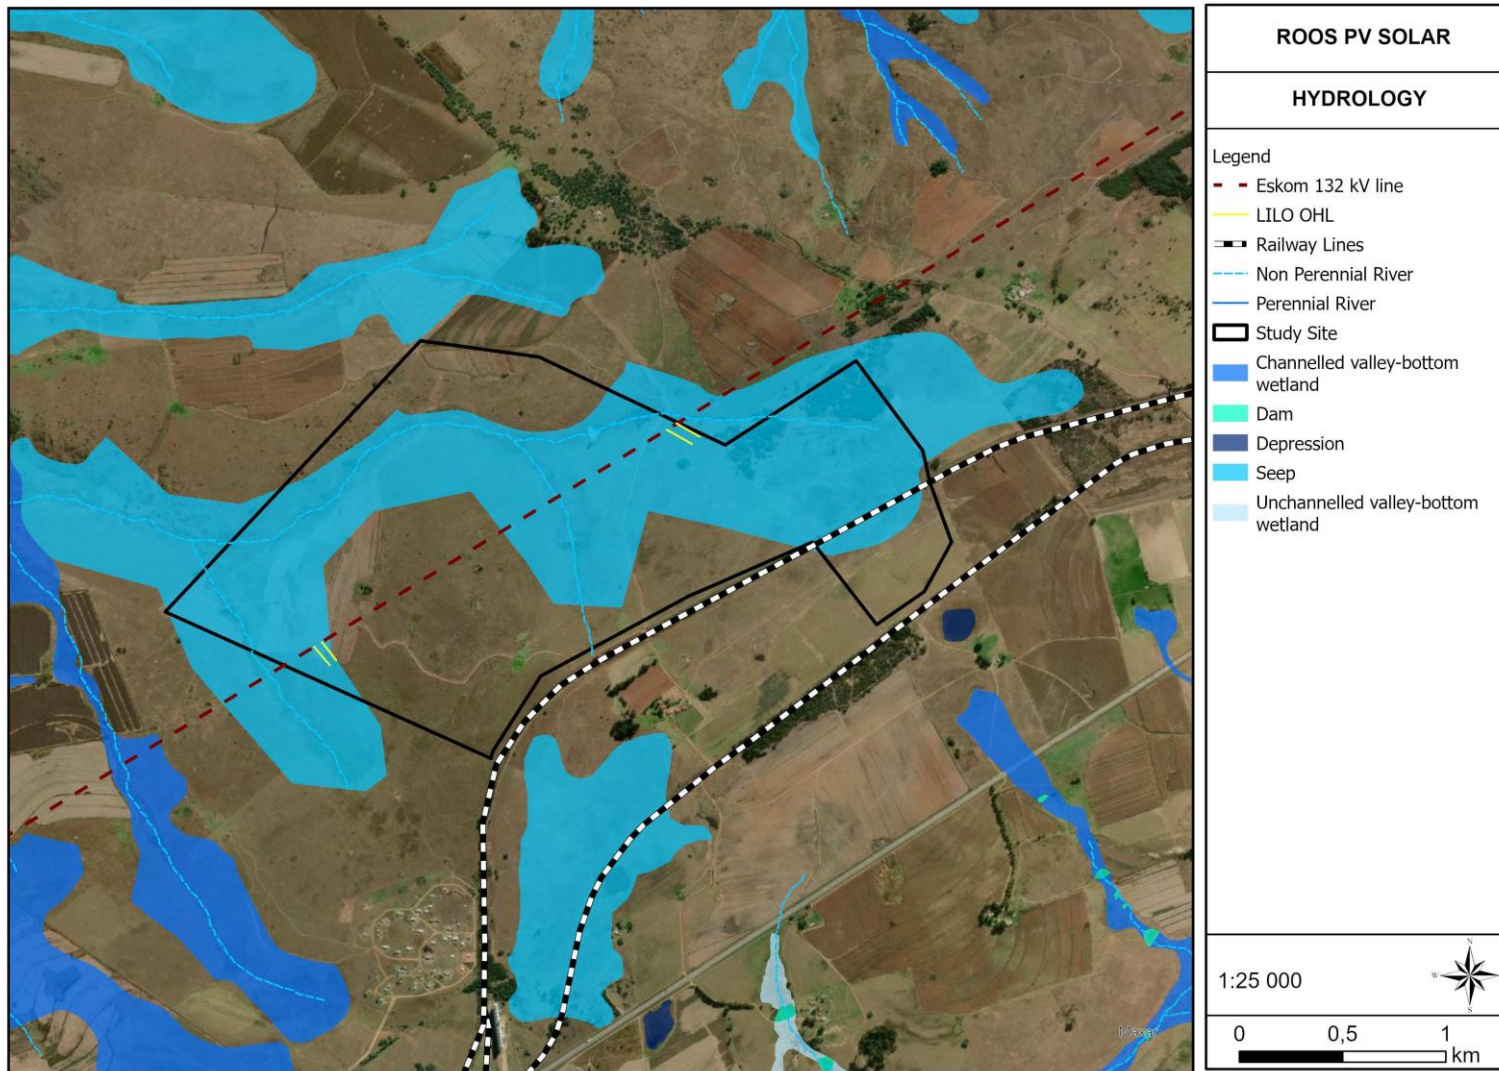 ROOS PV SOLAR
HYDROLOGY
Legend
Eskom 132 kV line
LILO OHL
Railway Lines
Non Perennial River
Perennial River
Study Site
Channelled valley-bottom
wetland
Dam
Depression
Seep
Unchannelled valley-bottom
wetland
1:25 000
N
W
S
0 0,5 1
km
Maxar